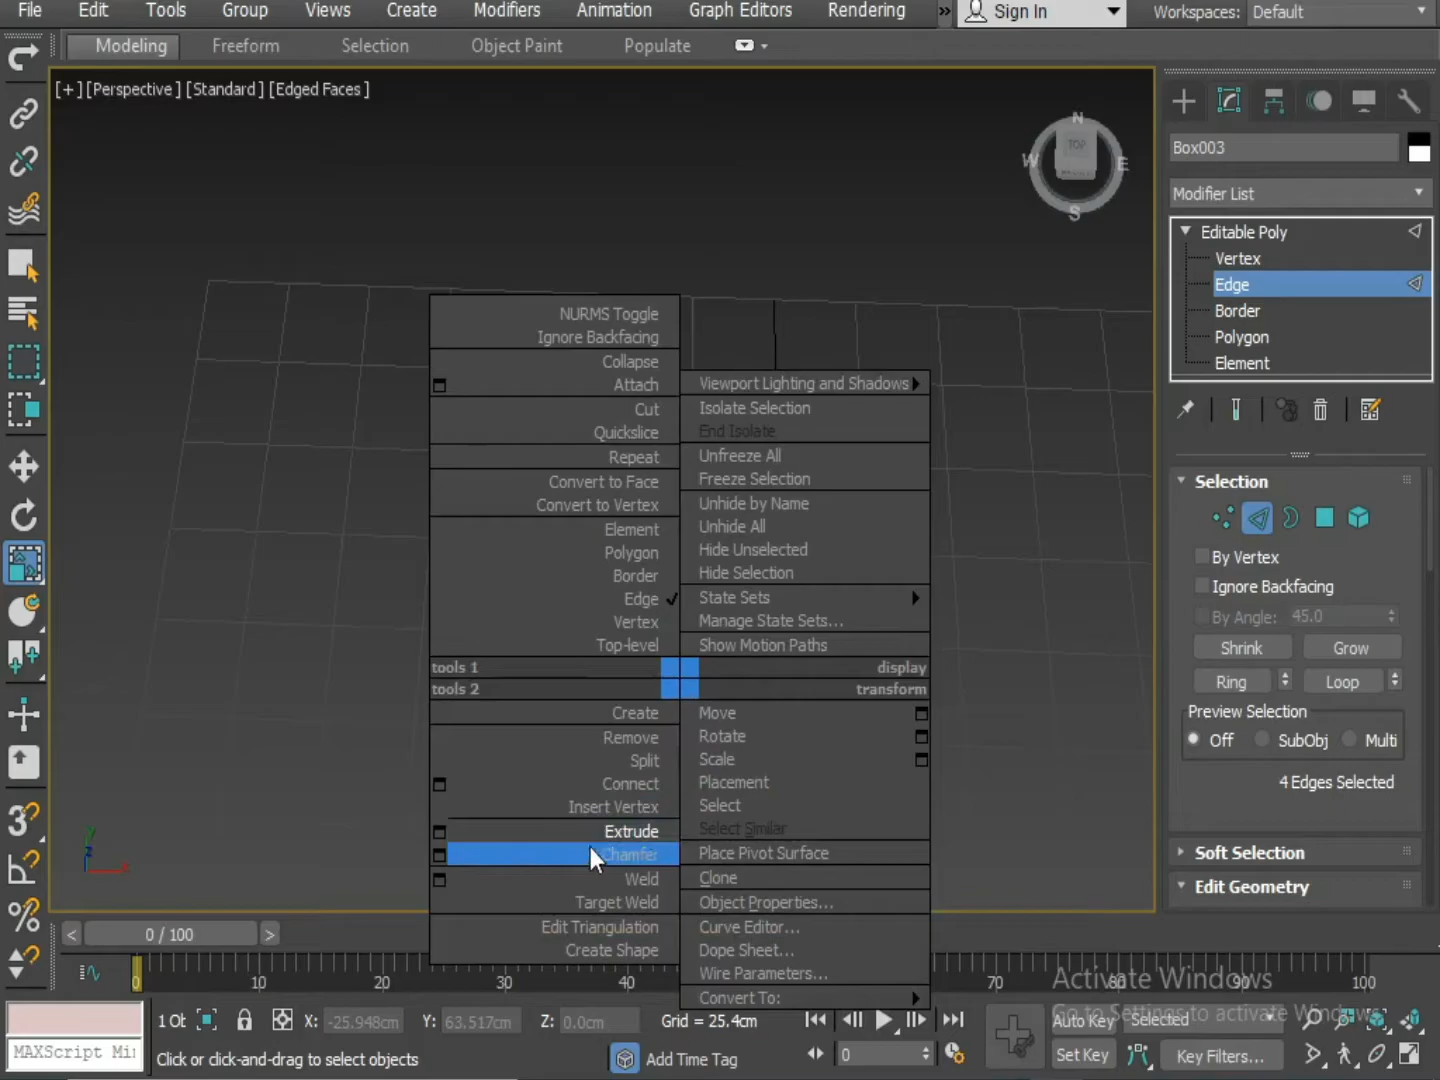 File Edit Tools Group Views Create Modifiers Animation Graph Editors Rendering » Sign In Workspaces: Default
Modeling Freeform Selection Object Paint Populate
[+] [Perspective ] [Standard ] [Edged Faces ]
N
W TOP E
S
Box003
Modifier List
Editable Poly
Vertex
Edge
Border
Polygon
Element
NURMS Toggle
Ignore Backfacing
Collapse
Attach
Cut
Quickslice
Repeat
Convert to Face
Convert to Vertex
Element
Polygon
Border
Edge
Vertex
Top-level
tools 1
tools 2
Create
Remove
Split
Connect
Insert Vertex
Extrude
Chamfer
Weld
Target Weld
Edit Triangulation
Create Shape
Viewport Lighting and Shadows
Isolate Selection
End Isolate
Unfreeze All
Freeze Selection
Unhide by Name
Unhide All
Hide Unselected
Hide Selection
State Sets
Manage State Sets...
Show Motion Paths
display
transform
Move
Rotate
Scale
Placement
Select
Select Similar
Place Pivot Surface
Clone
Object Properties...
Curve Editor...
Dope Sheet...
Wire Parameters...
Convert To:
Selection
By Vertex
Ignore Backfacing
By Angle: 45.0
Shrink Grow
Ring Loop
Preview Selection
Off SubObj Multi
4 Edges Selected
Soft Selection
Edit Geometry
y
z
x
< 0 / 100 >
0 10 20 30 40 70 80 90 100
Activate Windows
Go to Settings to activate Windows.
1 Ob X: -25.948cm Y: 63.517cm Z: 0.0cm Grid = 25.4cm Auto Key Selected
MAXScript Mi Click or click-and-drag to select objects Add Time Tag 0 Set Key Key Filters...